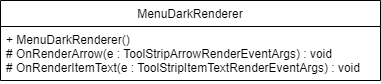 MenuDarkRenderer
+ MenuDarkRenderer()
# OnRenderArrow(e : ToolStripArrowRenderEventArgs) : void
# OnRenderItemText(e : ToolStripItemTextRenderEventArgs) : void